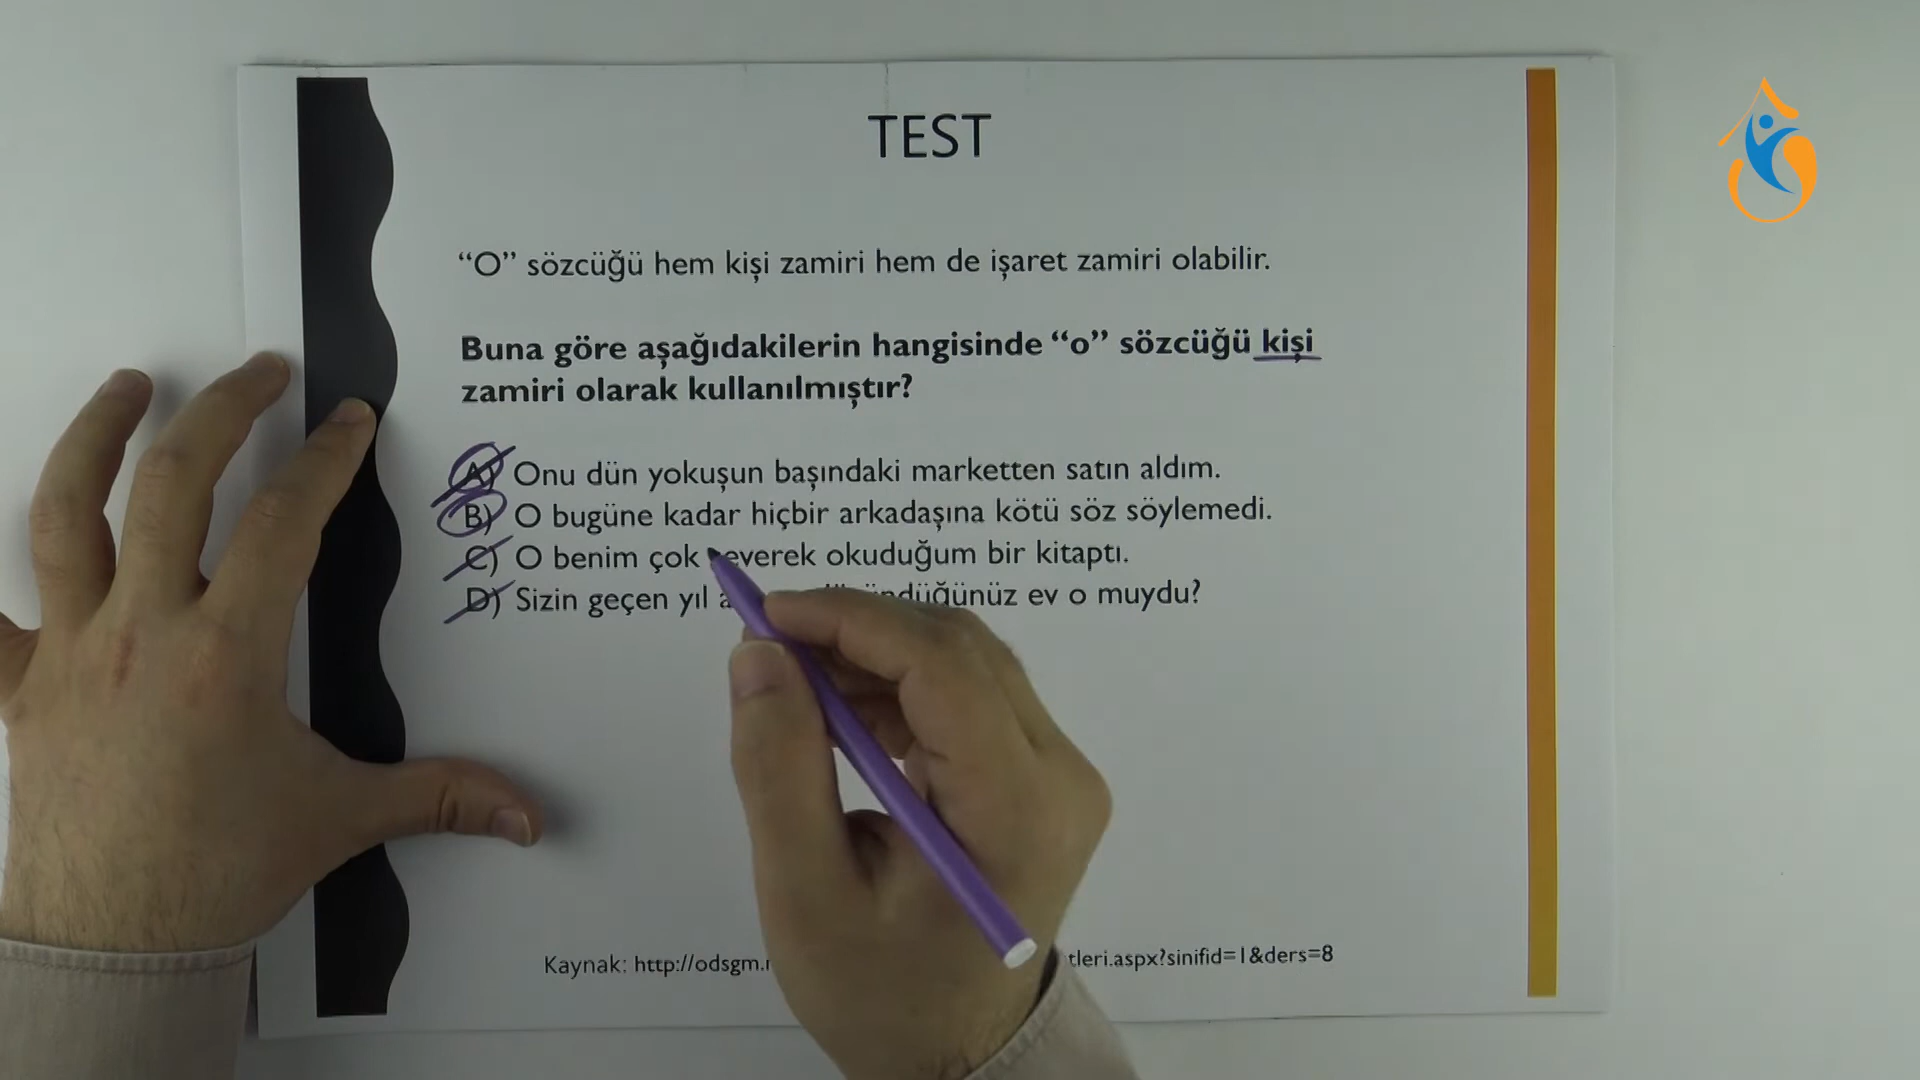 TEST
“O” sözcüğü hem kişi zamiri hem de işaret zamiri olabilir.
Buna göre aşağıdakilerin hangisinde “o” sözcüğü kişi
zamiri olarak kullanılmıştır?
A) Onu dün yokuşun başındaki marketten satın aldım.
B) O bugüne kadar hiçbir arkadaşına kötü söz söylemedi.
C) O benim çok severek okuduğum bir kitaptı.
D) Sizin geçen yıl ev o muydu?
Kaynak: http://odsgm. tleri.aspx?sinifid=1&ders=8